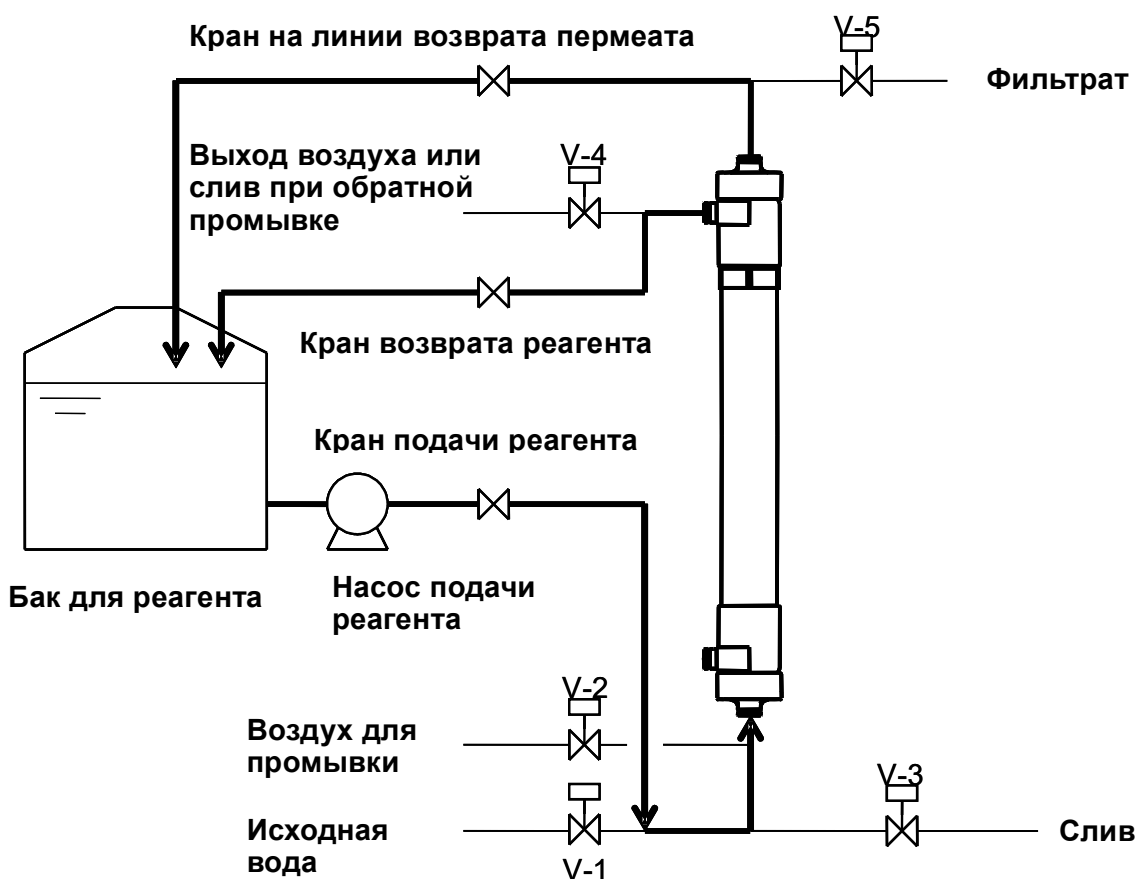 V-5
Кран на линии возврата пермеата
Фильтрат
Выход воздуха или
слив при обратной
промывке
V-4
Кран возврата реагента
Кран подачи реагента
Бак для реагента
Насос подачи
реагента
V-2
Воздух для
промывки
V-3
Исходная
вода
V-1
Слив